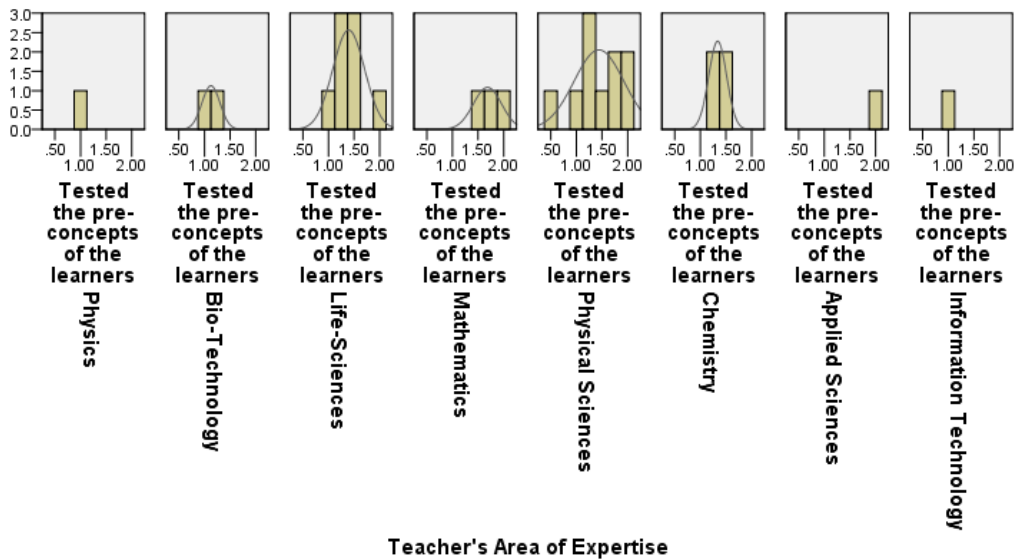 3.0
2.5
2.0
1.5
1.0
0.5
0.0
.50 1.50 .50 1.50 .50 1.50 .50 1.50 .50 1.50 .50 1.50 .50 1.50 .50 1.50
1.00 2.00 1.00 2.00 1.00 2.00 1.00 2.00 1.00 2.00 1.00 2.00 1.00 2.00 1.00 2.00
Tested
the pre-
concepts
of the
learners
Physics
Tested
the pre-
concepts
of the
learners
Bio-Technology
Tested
the pre-
concepts
of the
learners
Life-Sciences
Tested
the pre-
concepts
of the
learners
Mathematics
Tested
the pre-
concepts
of the
learners
Physical Sciences
Tested
the pre-
concepts
of the
learners
Chemistry
Tested
the pre-
concepts
of the
learners
Applied Sciences
Tested
the pre-
concepts
of the
learners
Information Technology
Teacher's Area of Expertise